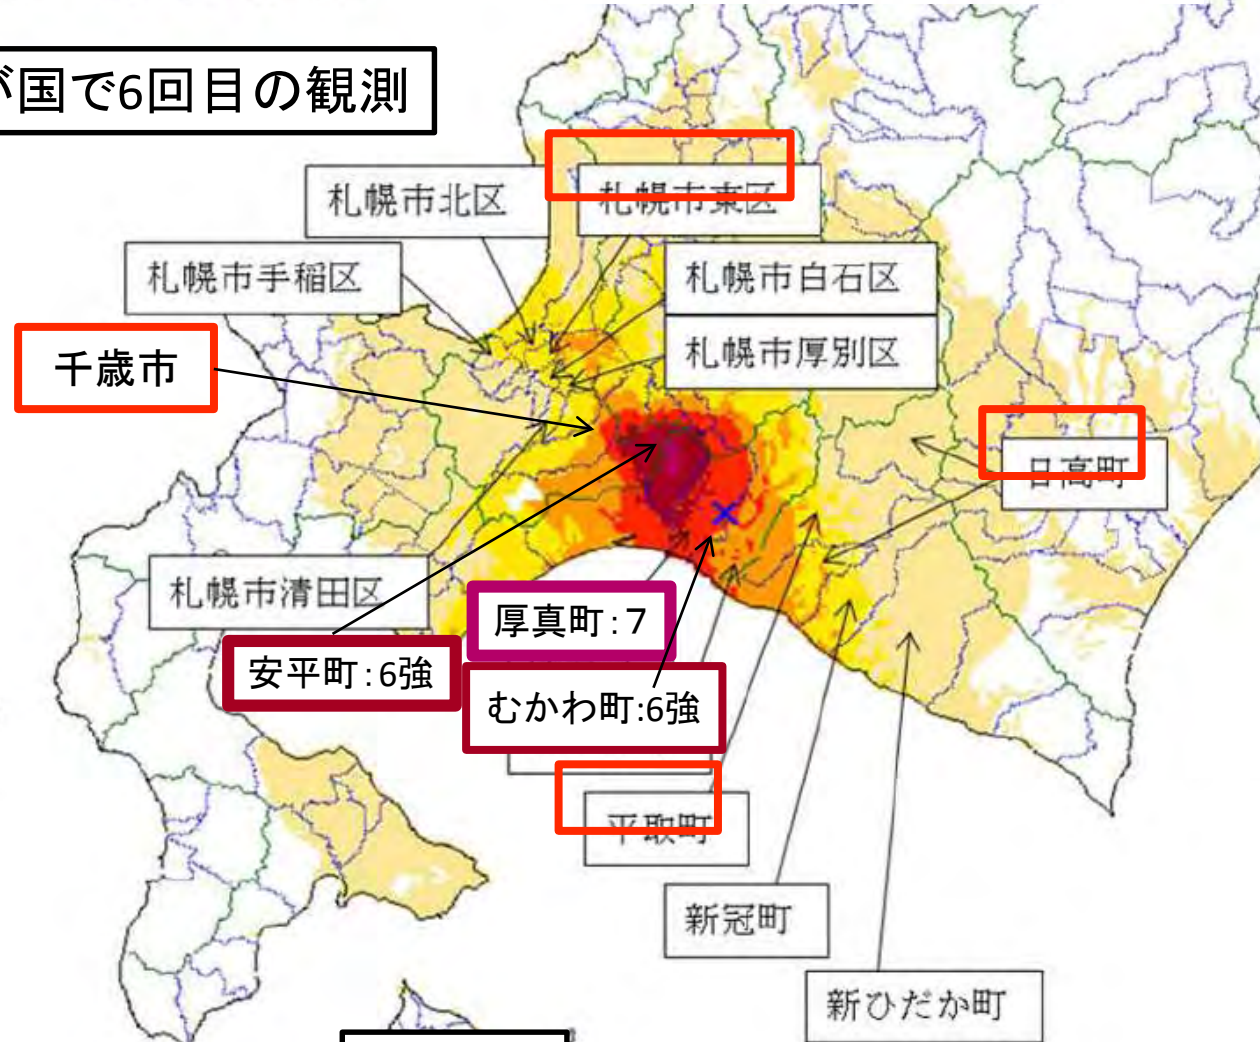 が国で6回目の観測
札幌市北区
札幌市東区
札幌市手稲区
札幌市白石区
札幌市厚別区
千歳市
日高町
札幌市清田区
厚真町:7
安平町:6強
むかわ町:6強
平取町
新冠町
新ひだか町